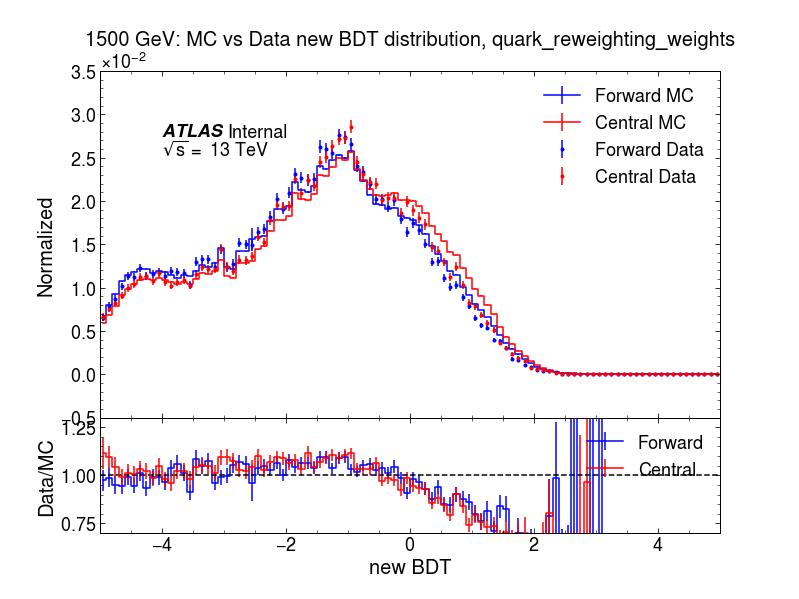 1500 GeV: MC vs Data new BDT distribution, quark_reweighting_weights
×10⁻²
3.5
3.0
2.5
2.0
1.5
1.0
0.5
0.0
0.5
Normalized
ATLAS Internal
√s = 13 TeV
Forward MC
Central MC
Forward Data
Central Data
1.25
1.00
0.75
Data/MC
Forward
Central
−4 −2 0 2 4
new BDT